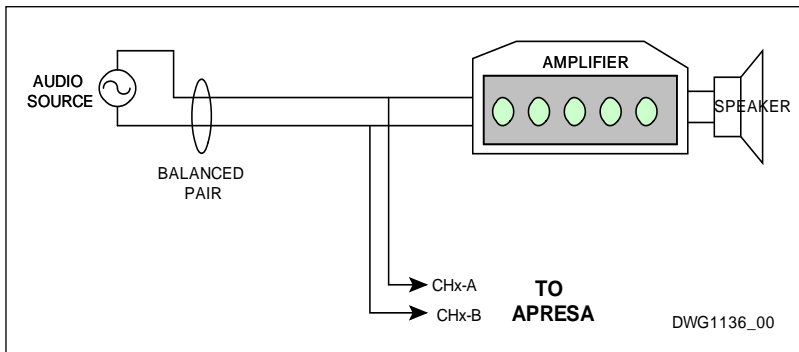 AUDIO
SOURCE
BALANCED
PAIR
AMPLIFIER
SPEAKER
CHx-A
CHx-B
TO
APRESA
DWG1136_00